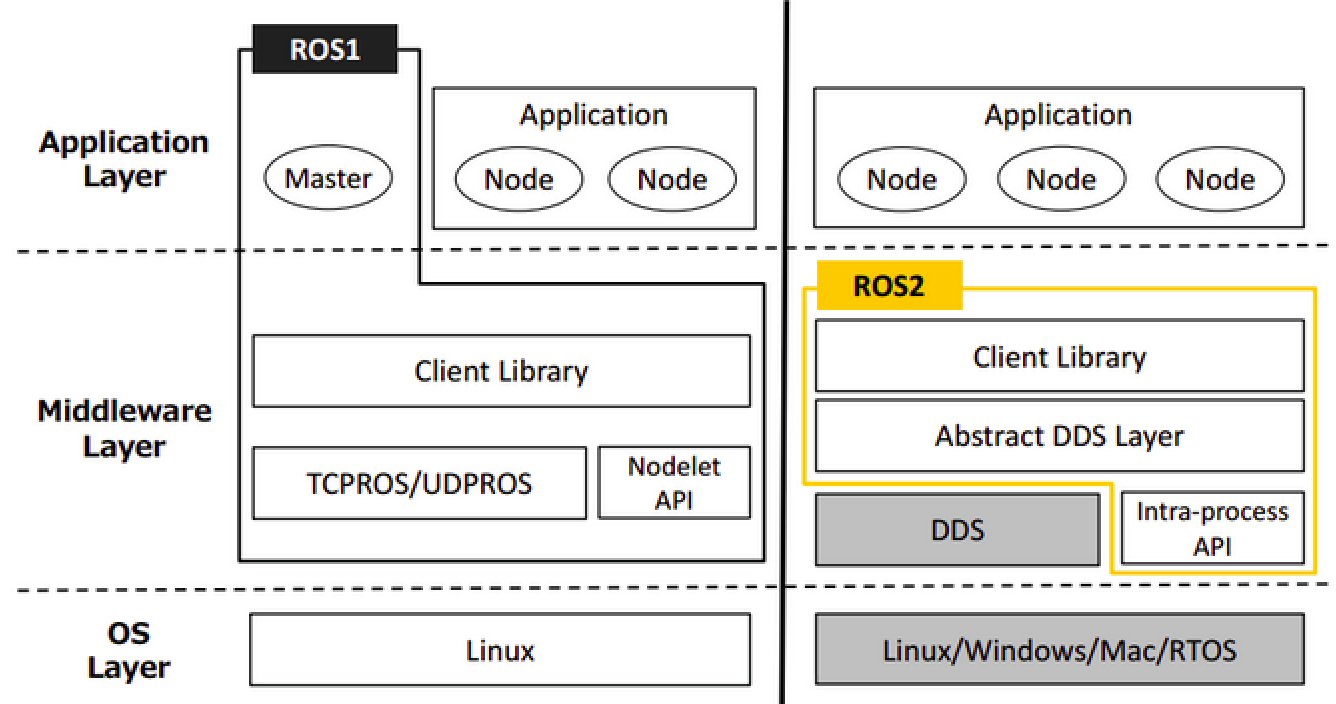 ROS1
Application
Layer
Master
Application
Node
Node
Application
Node
Node
Node
Middleware
Layer
Client Library
TCPROS/UDPROS
Nodelet
API
ROS2
Client Library
Abstract DDS Layer
DDS
Intra-process
API
OS
Layer
Linux
Linux/Windows/Mac/RTOS